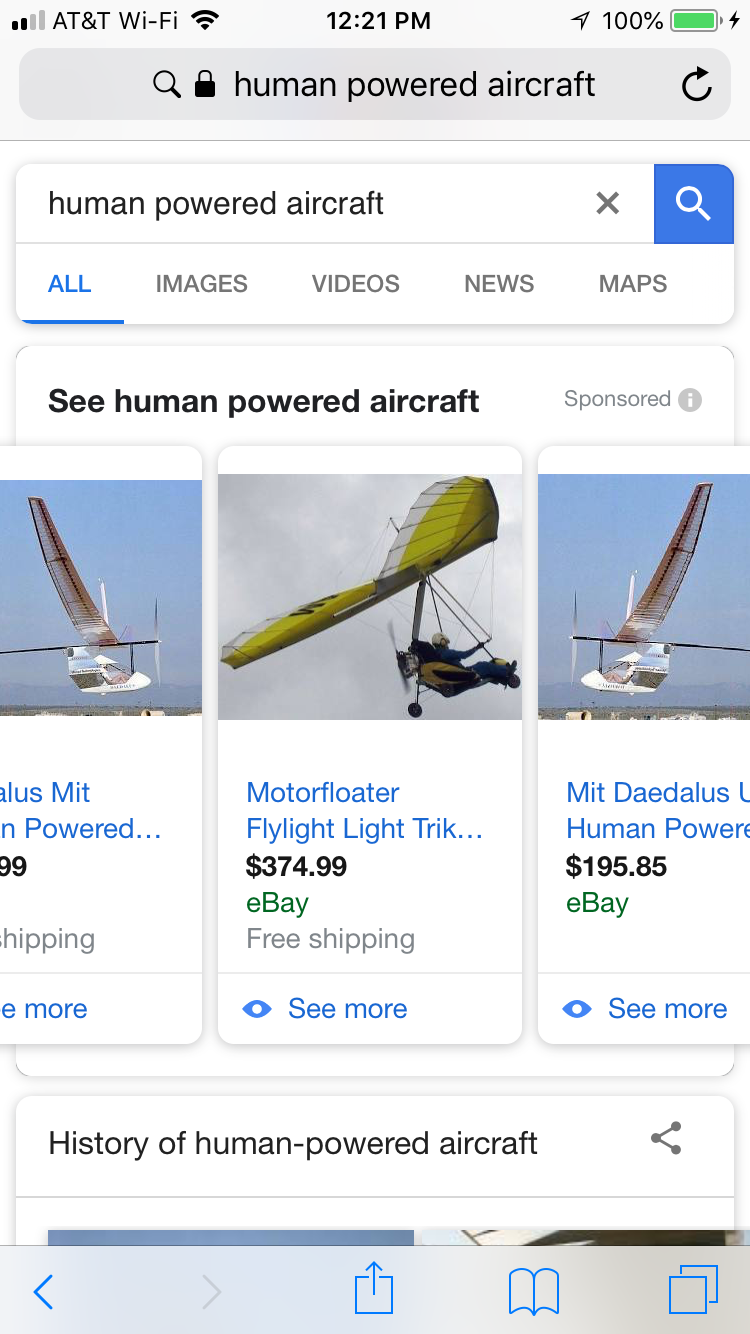 AT&T Wi-Fi 12:21 PM 100%
human powered aircraft
human powered aircraft
ALL IMAGES VIDEOS NEWS MAPS
See human powered aircraft Sponsored
alus Mit
n Powered...
99
shipping
e more
Motorfloater
Flylight Light Trik...
$374.99
eBay
Free shipping
See more
Mit Daedalus U
Human Powere
$195.85
eBay
See more
History of human-powered aircraft